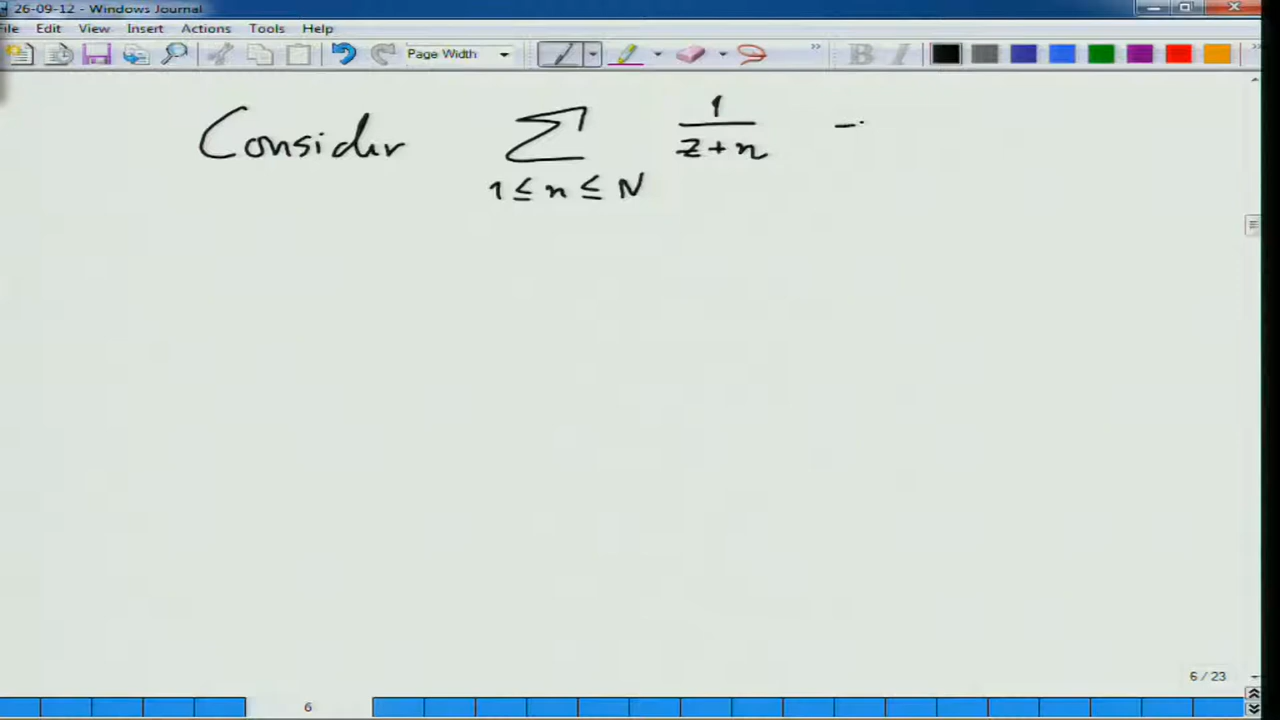 26-09-12 - Windows Journal
File Edit View Insert Actions Tools Help
Page Width B I
Consider ∑ 1/(z+n) -
1 ≤ n ≤ N
6 / 23
6